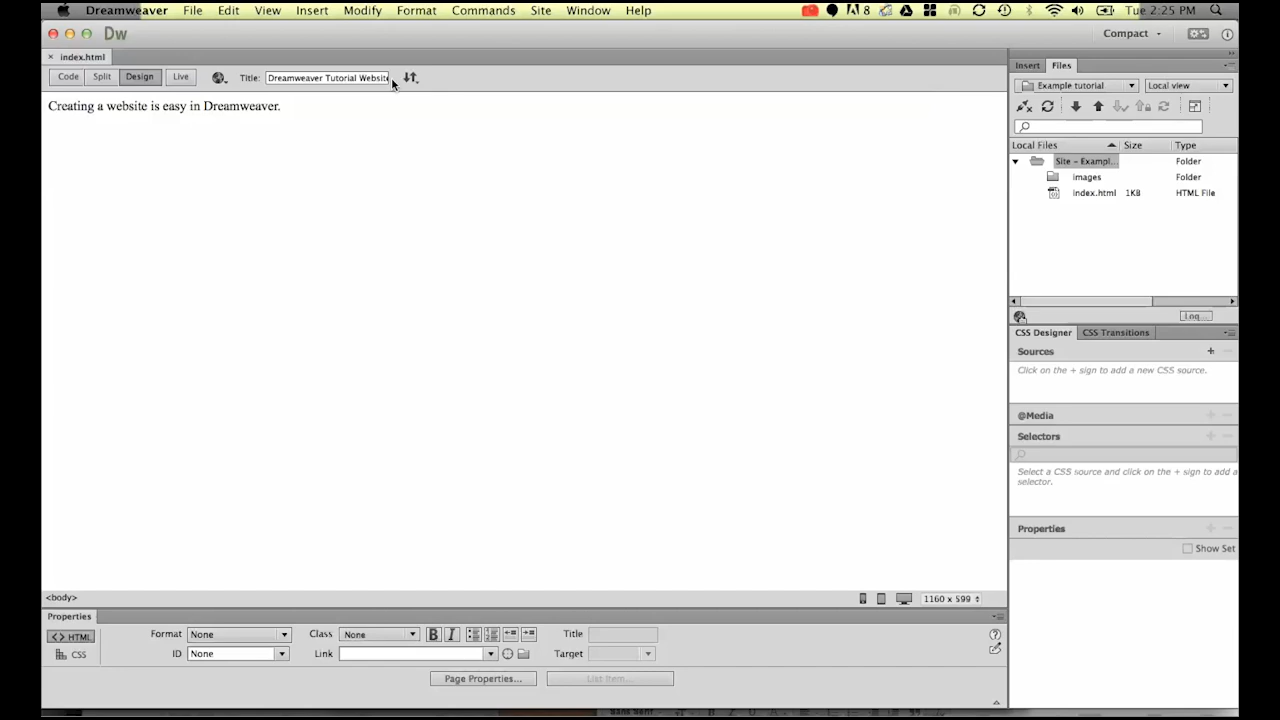 Dreamweaver File Edit View Insert Modify Format Commands Site Window Help 8 Tue 2:25 PM
Dw Compact
index.html Insert Files
Code Split Design Live Title: Dreamweaver Tutorial Website
Example tutorial Local view
Creating a website is easy in Dreamweaver.
Local Files Size Type
Site – Exampl... Folder
images Folder
index.html 1KB HTML File
Log...
CSS Designer CSS Transitions
Sources
Click on the + sign to add a new CSS source.
@Media
Selectors
Select a CSS source and click on the + sign to add a
selector.
Properties
Show Set
<body> 1160 x 599
Properties
<> HTML Format None Class None B I Title
CSS ID None Link Target
Page Properties... List Item...